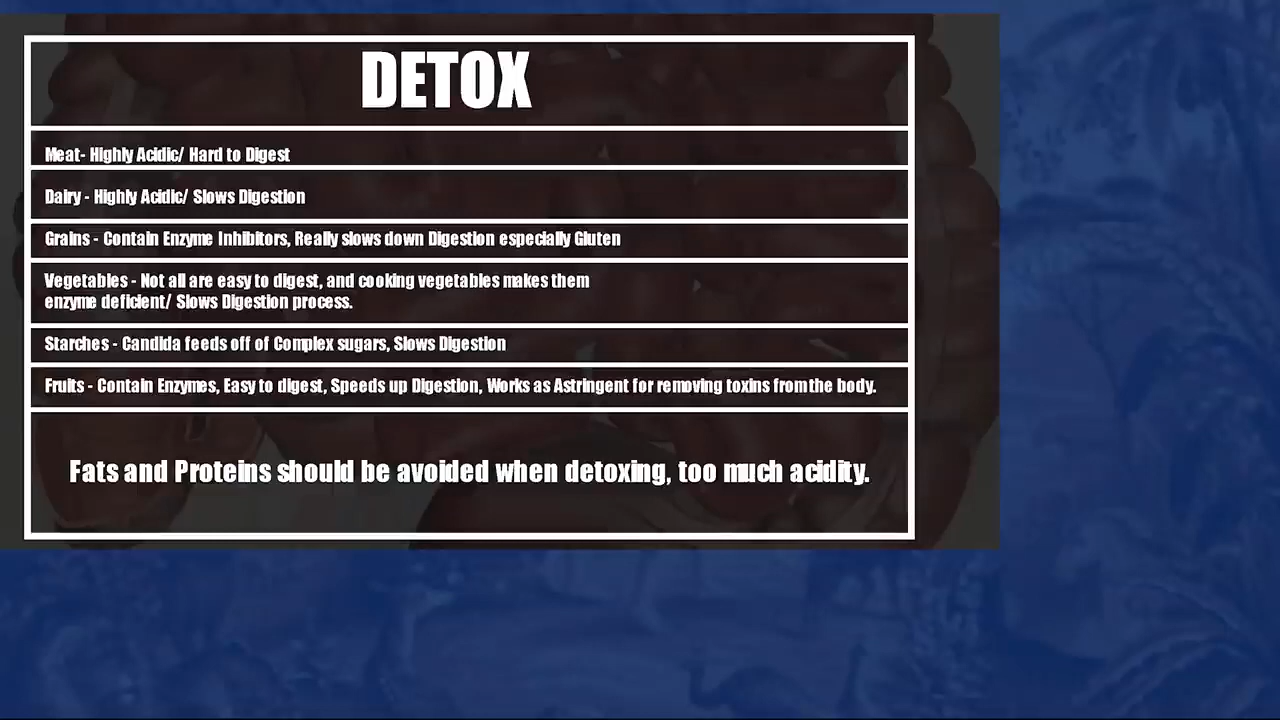 DETOX
Meat- Highly Acidic/ Hard to Digest
Dairy - Highly Acidic/ Slows Digestion
Grains - Contain Enzyme Inhibitors, Really slows down Digestion especially Gluten
Vegetables - Not all are easy to digest, and cooking vegetables makes them
enzyme deficient/ Slows Digestion process.
Starches - Candida feeds off of Complex sugars, Slows Digestion
Fruits - Contain Enzymes, Easy to digest, Speeds up Digestion, Works as Astringent for removing toxins from the body.
Fats and Proteins should be avoided when detoxing, too much acidity.